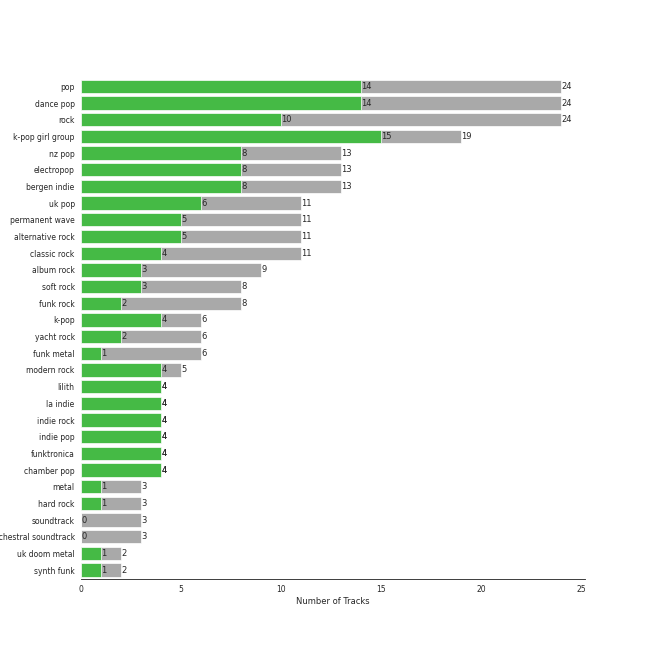 pop 14 24
dance pop 14 24
rock 10 24
k-pop girl group 15 19
nz pop 8 13
electropop 8 13
bergen indie 8 13
uk pop 6 11
permanent wave 5 11
alternative rock 5 11
classic rock 4 11
album rock 3 9
soft rock 3 8
funk rock 2 8
k-pop 4 6
yacht rock 2 6
funk metal 1 6
modern rock 4 5
lilith 4
la indie 4
indie rock 4
indie pop 4
funktronica 4
chamber pop 4
metal 1 3
hard rock 1 3
soundtrack 0 3
chestral soundtrack 0 3
uk doom metal 1 2
synth funk 1 2
0 5 10 15 20 25
Number of Tracks